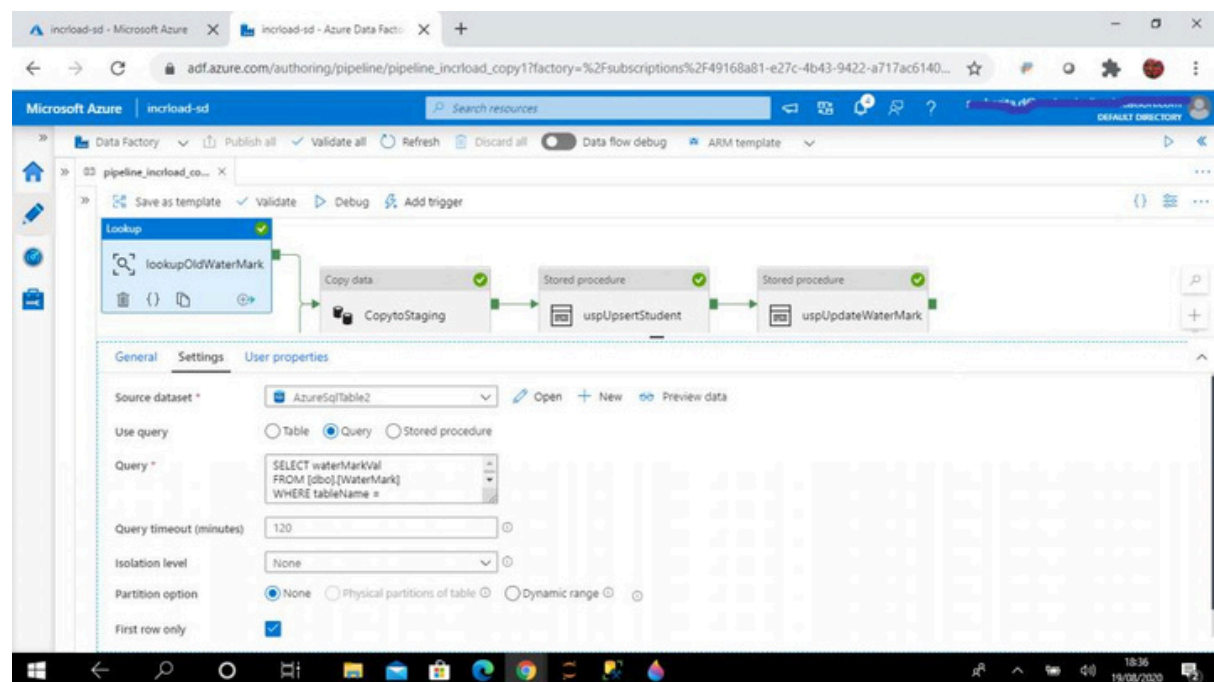 incrload-sd - Microsoft Azure
incrload-sd - Azure Data Facto
adf.azure.com/authoring/pipeline/pipeline_incrload_copy1?factory=%2Fsubscriptions%2F49168a81-e27c-4b43-9422-a717ac6140...
Microsoft Azure incrload-sd Search resources 4 ?
DEFAULT DIRECTORY
Data Factory Publish all Validate all Refresh Discard all Data flow debug ARM template
pipeline_incrload_co...
Save as template Validate Debug Add trigger {}
Lookup
lookupOldWaterMark
{}
Copy data
CopytoStaging
Stored procedure
uspUpsertStudent
Stored procedure
uspUpdateWaterMark
General Settings User properties
Source dataset * AzureSqlTable2 Open New Preview data
Use query Table Query Stored procedure
Query * SELECT waterMarkVal
FROM [dbo].[WaterMark]
WHERE tableName =
Query timeout (minutes) 120
Isolation level None
Partition option None Physical partitions of table Dynamic range
First row only
18:36
19/08/2020